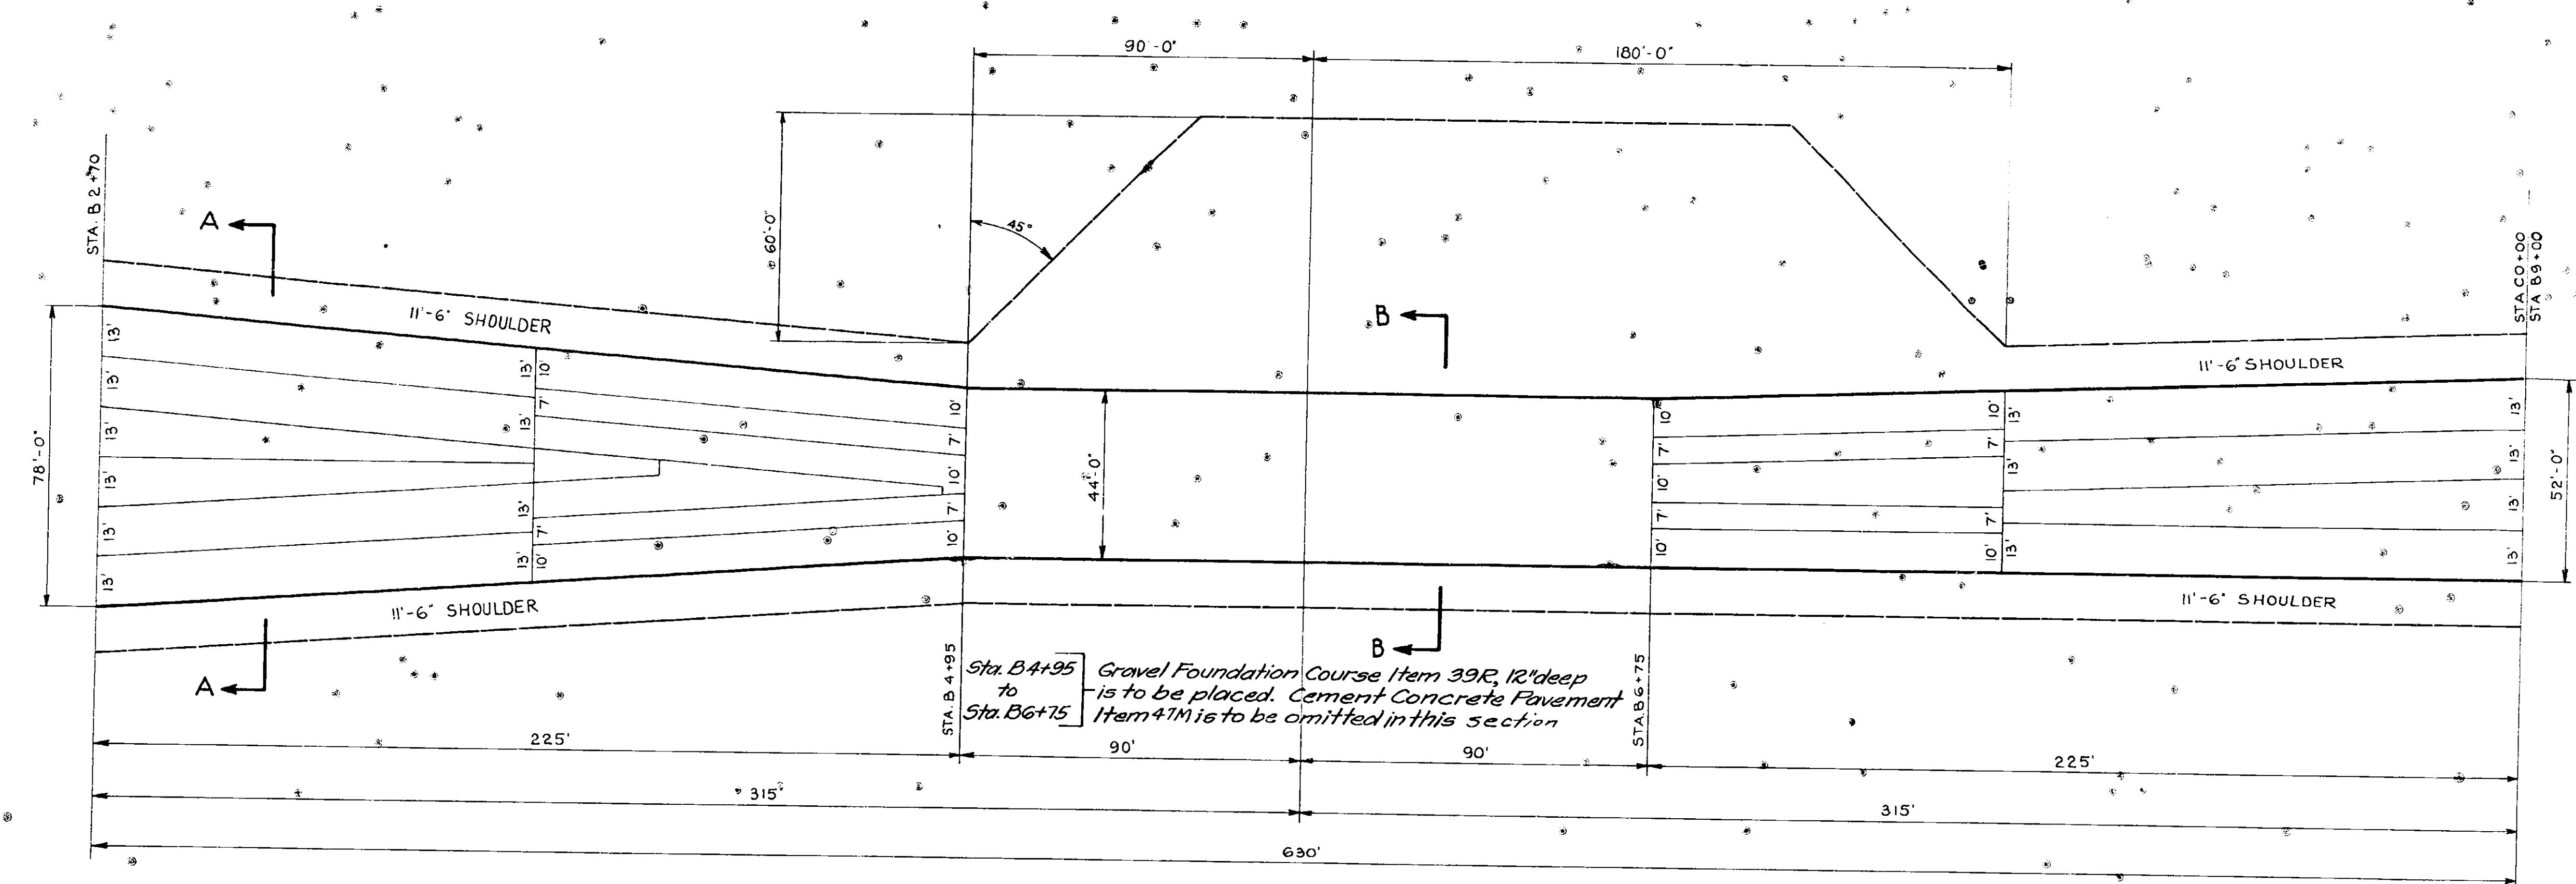 90'-0"
180'-0"
STA. B 2+70
A
60'-0"
45°
B
STA C0+00
STA B9+00
11'-6" SHOULDER
11'-6" SHOULDER
78'-0"
13'
13'
13'
13'
13'
13'
13'
13'
13'
13'
10'
7'
13'
7'
10'
10'
7'
10'
7'
10'
44'-0"
10'
7'
10'
7'
10'
10'
7'
7'
10'
13'
13'
13'
13'
13'
13'
13'
52'-0"
11'-6" SHOULDER
11'-6" SHOULDER
A
B
STA. B 4+95
Sta. B4+95
to
Sta. B6+75
Gravel Foundation Course Item 39R, 12" deep
is to be placed. Cement Concrete Pavement
Item 47M is to be omitted in this section
STA. B6+75
225'
90'
90'
225'
315'
315'
630'